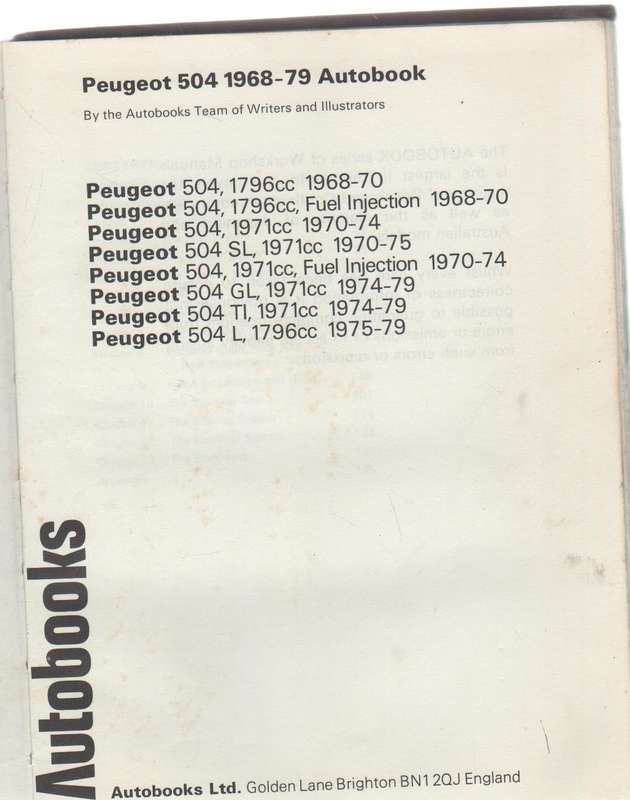 Peugeot 504 1968-79 Autobook
By the Autobooks Team of Writers and Illustrators
Peugeot 504, 1796cc 1968-70
Peugeot 504, 1796cc, Fuel Injection 1968-70
Peugeot 504, 1971cc 1970-74
Peugeot 504 SL, 1971cc 1970-75
Peugeot 504, 1971cc, Fuel Injection 1970-74
Peugeot 504 GL, 1971cc 1974-79
Peugeot 504 TI, 1971cc 1974-79
Peugeot 504 L, 1796cc 1975-79
Autobooks
Autobooks Ltd. Golden Lane Brighton BN1 2QJ England